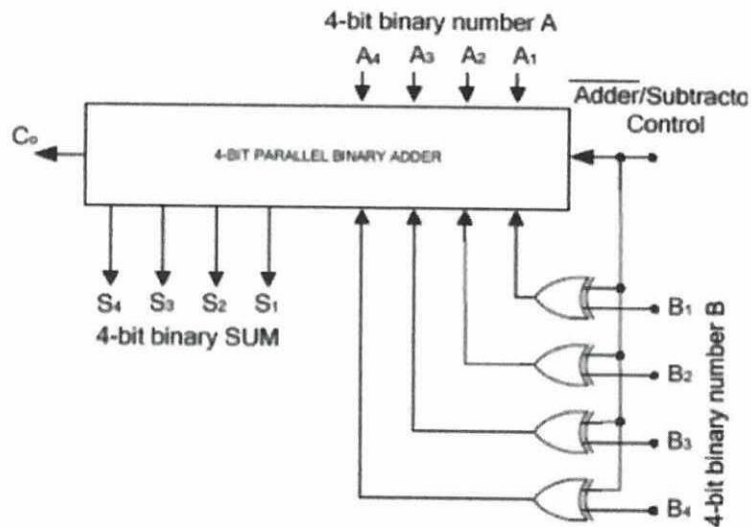 4-bit binary number A
A4 A3 A2 A1
Adder/Subtracto
Control
Co
4-BIT PARALLEL BINARY ADDER
S4 S3 S2 S1
4-bit binary SUM
B1
B2
B3
B4
4-bit binary number B